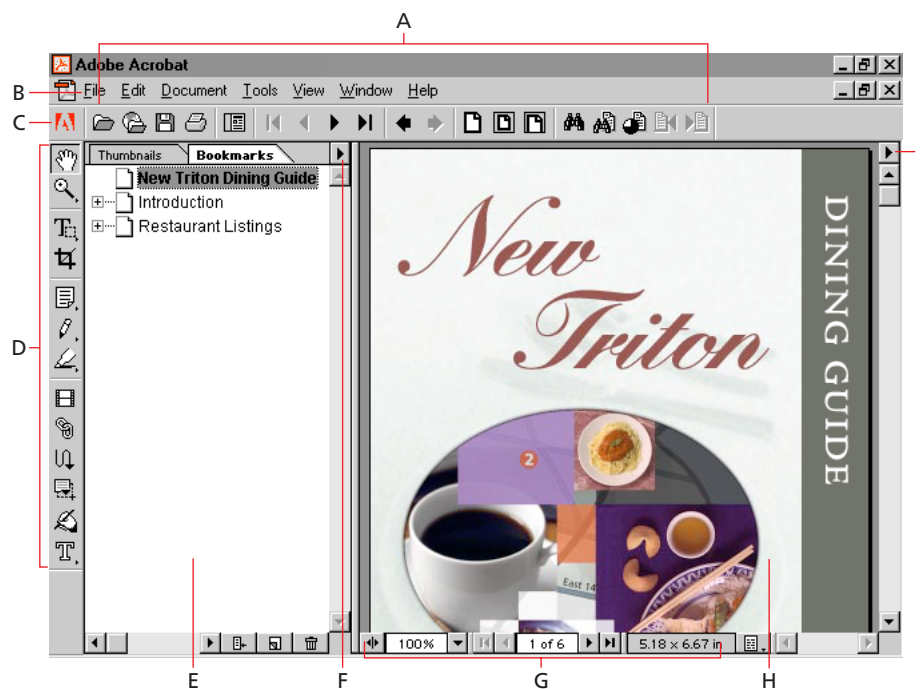 A
Adobe Acrobat
B
File Edit Document Tools View Window Help
C
Thumbnails Bookmarks
New Triton Dining Guide
Introduction
Restaurant Listings
D
New
Triton
DINING GUIDE
2
East 14
100%
1 of 6
5.18 x 6.67 in
E
F
G
H